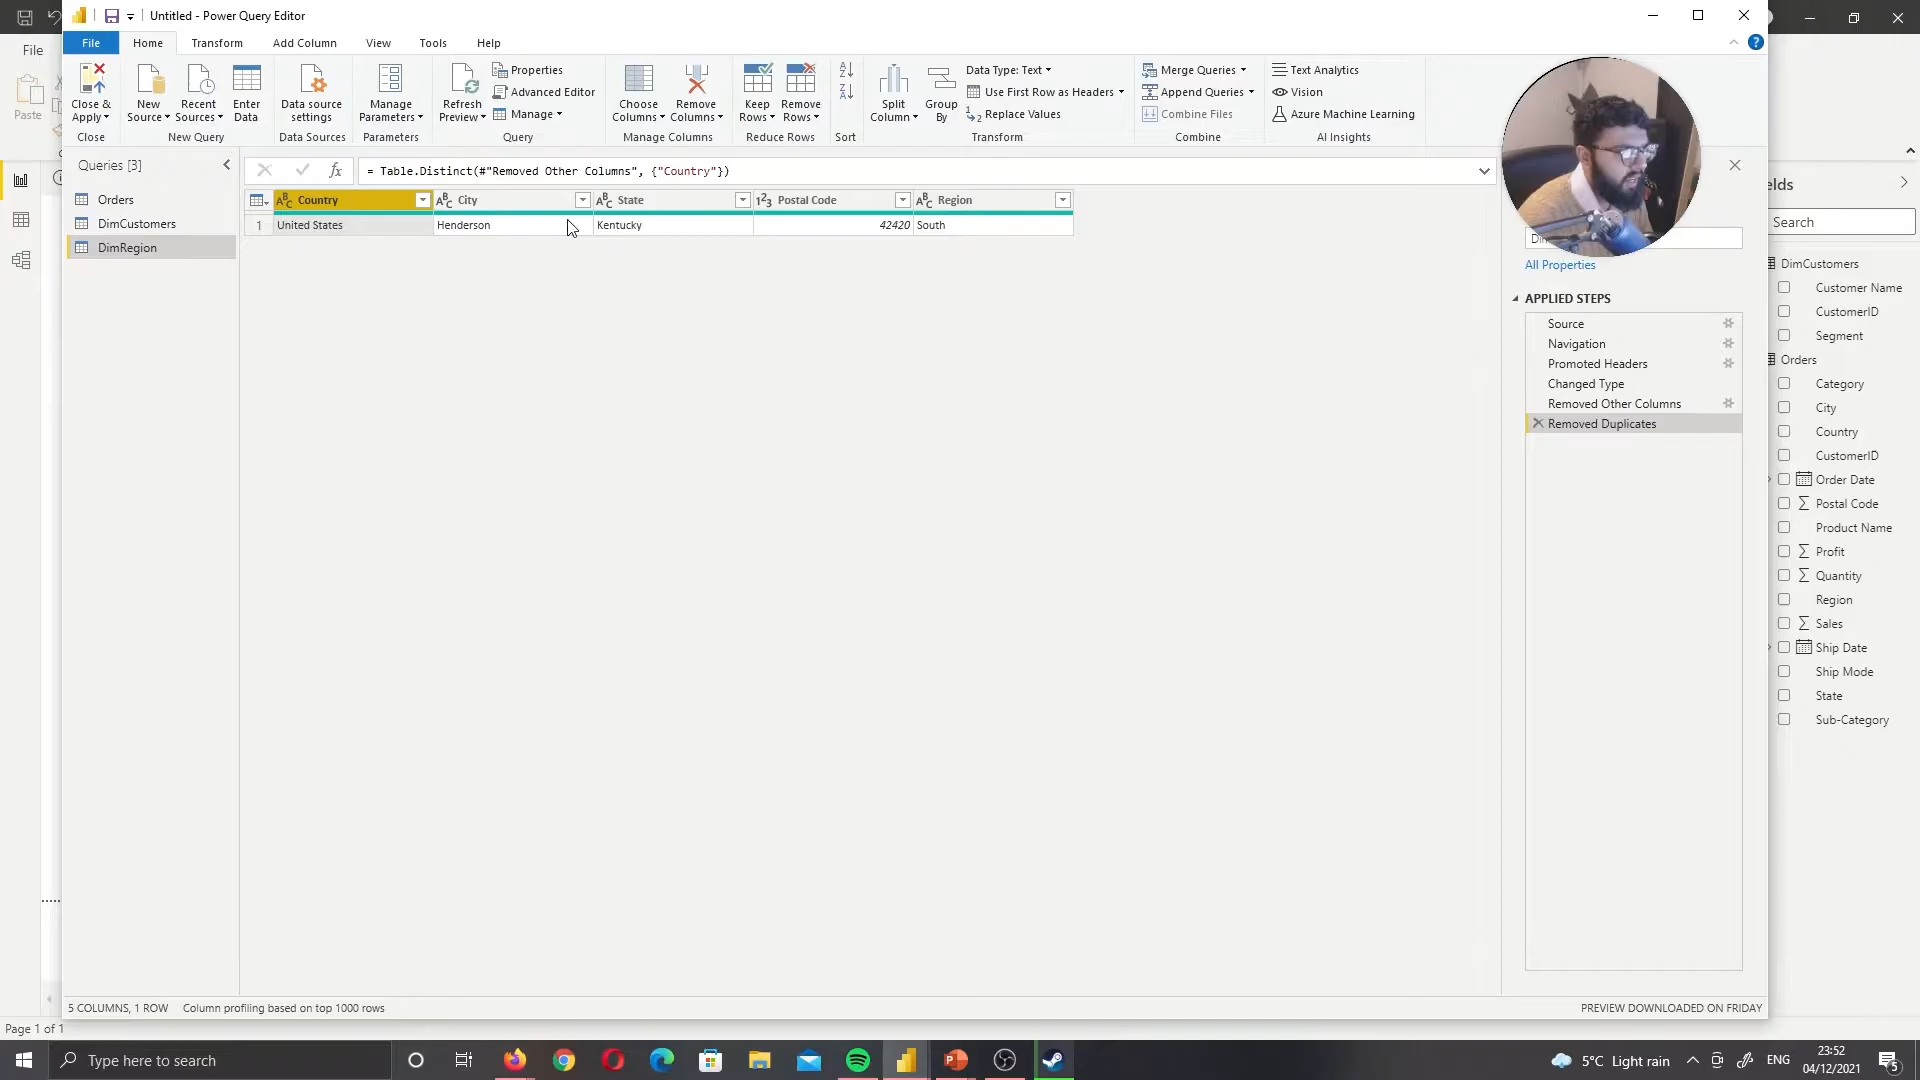 Untitled - Power Query Editor
File
File
Home
Transform
Add Column
View
Tools
Help
Paste
Close & Apply
New Source
Recent Sources
Enter Data
Data source settings
Manage Parameters
Refresh Preview
Properties
Advanced Editor
Manage
Choose Columns
Remove Columns
Keep Rows
Remove Rows
Split Column
Group By
Data Type: Text
Use First Row as Headers
Replace Values
Merge Queries
Append Queries
Combine Files
Text Analytics
Vision
Azure Machine Learning
Close
New Query
Data Sources
Parameters
Query
Manage Columns
Reduce Rows
Sort
Transform
Combine
AI Insights
Queries [3]
Orders
DimCustomers
DimRegion
fx
= Table.Distinct(#"Removed Other Columns", {"Country"})
Country
City
State
Postal Code
Region
1
United States
Henderson
Kentucky
42420
South
All Properties
APPLIED STEPS
Source
Navigation
Promoted Headers
Changed Type
Removed Other Columns
Removed Duplicates
elds
Search
DimCustomers
Customer Name
CustomerID
Segment
Orders
Category
City
Country
CustomerID
Order Date
Postal Code
Product Name
Profit
Quantity
Region
Sales
Ship Date
Ship Mode
State
Sub-Category
5 COLUMNS, 1 ROW
Column profiling based on top 1000 rows
PREVIEW DOWNLOADED ON FRIDAY
Page 1 of 1
Type here to search
5°C Light rain
ENG
23:52
04/12/2021
5